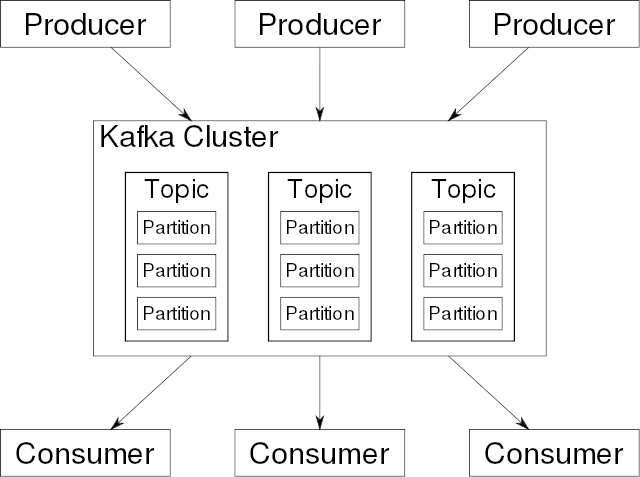 Producer
Producer
Producer
Kafka Cluster
Topic
Partition
Partition
Partition
Topic
Partition
Partition
Partition
Topic
Partition
Partition
Partition
Consumer
Consumer
Consumer